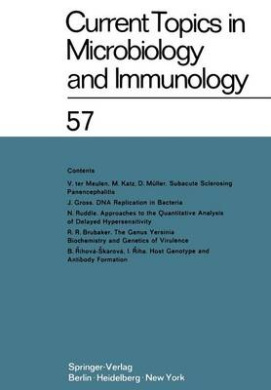 Current Topics in
Microbiology
and Immunology
57
Contents
V. ter Meulen, M. Katz, D. Müller. Subacute Sclerosing
Panencephalitis
J. Gross. DNA Replication in Bacteria
N. Ruddle. Approaches to the Quantitative Analysis
of Delayed Hypersensitivity
R. R. Brubaker. The Genus Yersinia
Biochemistry and Genetics of Virulence
B. Říhová-Škárová, I. Říha. Host Genotype and
Antibody Formation
Springer-Verlag
Berlin · Heidelberg · New York